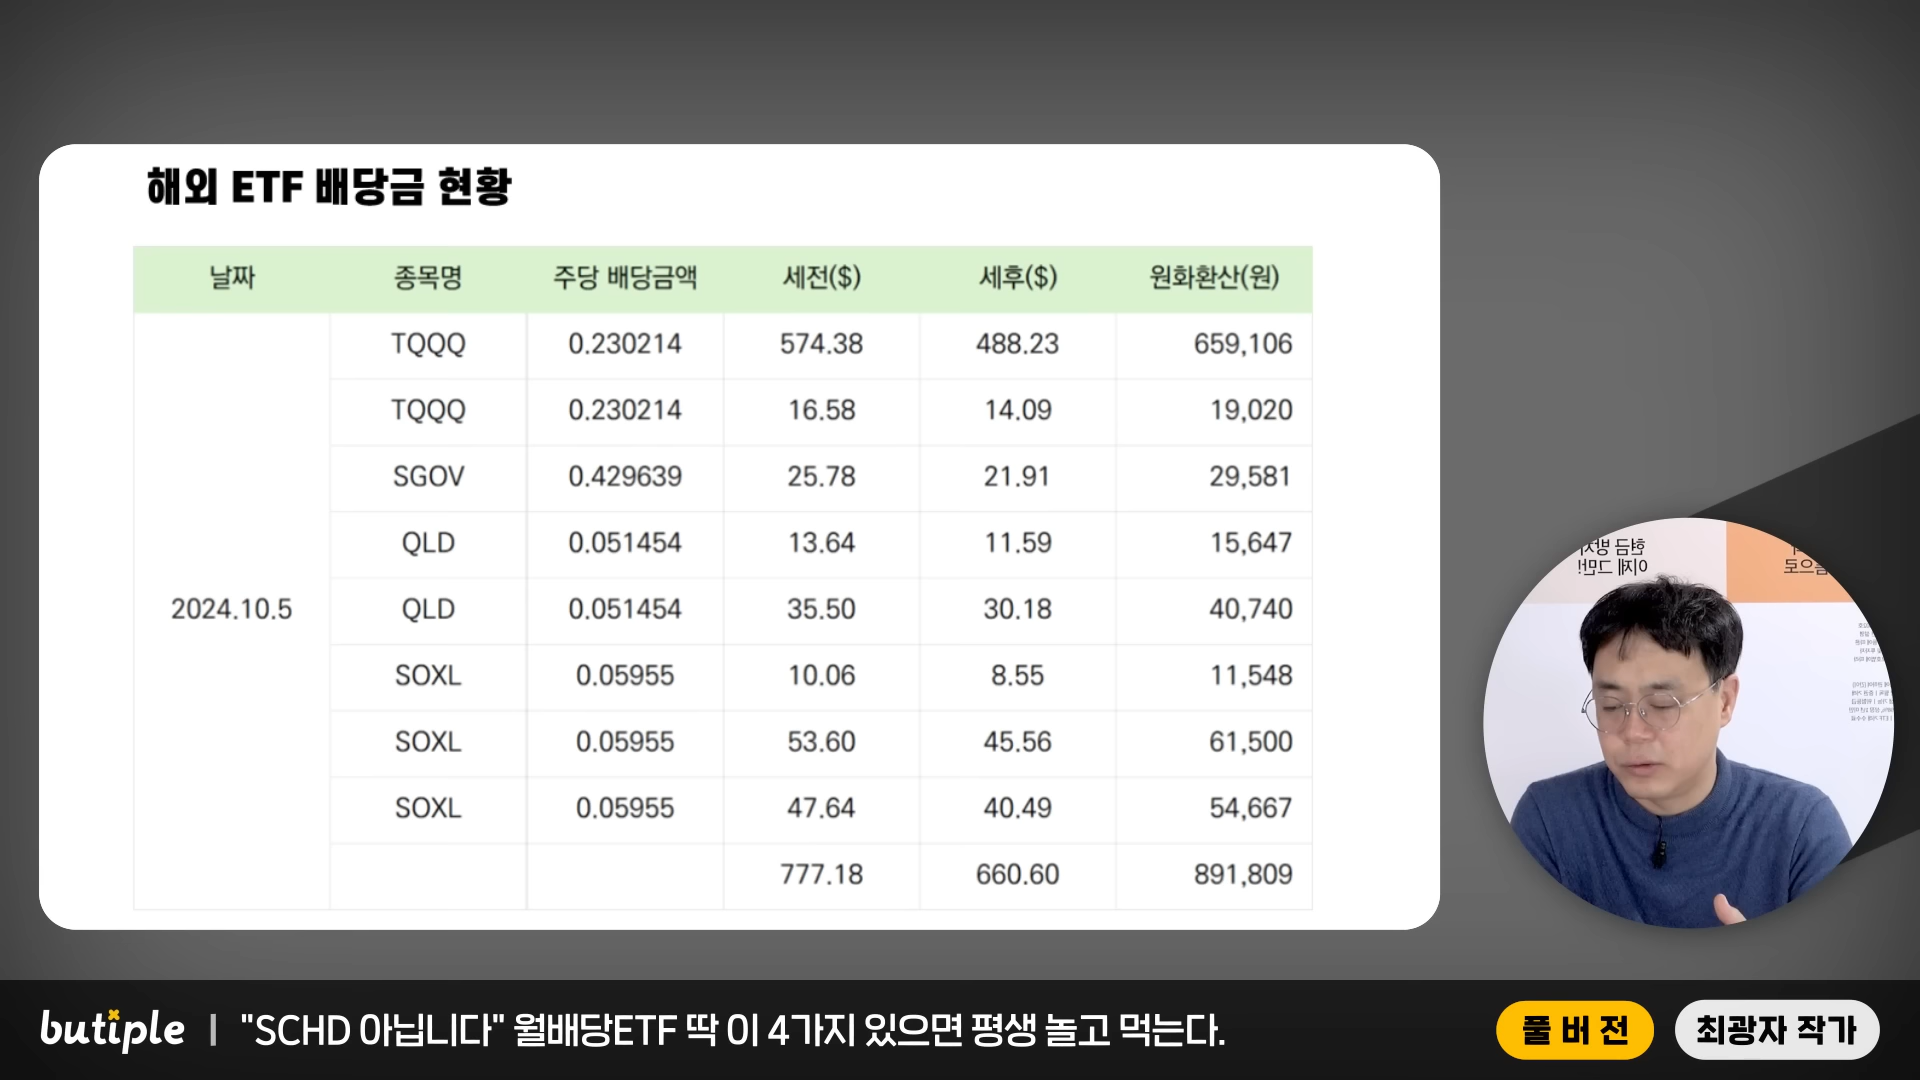 해외 ETF 배당금 현황
날짜 종목명 주당 배당금액 세전($) 세후($) 원화환산(원)
TQQQ 0.230214 574.38 488.23 659,106
TQQQ 0.230214 16.58 14.09 19,020
SGOV 0.429639 25.78 21.91 29,581
QLD 0.051454 13.64 11.59 15,647
2024.10.5 QLD 0.051454 35.50 30.18 40,740
SOXL 0.05955 10.06 8.55 11,548
SOXL 0.05955 53.60 45.56 61,500
SOXL 0.05955 47.64 40.49 54,667
777.18 660.60 891,809
현금
이제 그만!
butiple | "SCHD 아닙니다" 월배당ETF 딱 이 4가지 있으면 평생 놀고 먹는다.
풀 버 전
최광자 작가